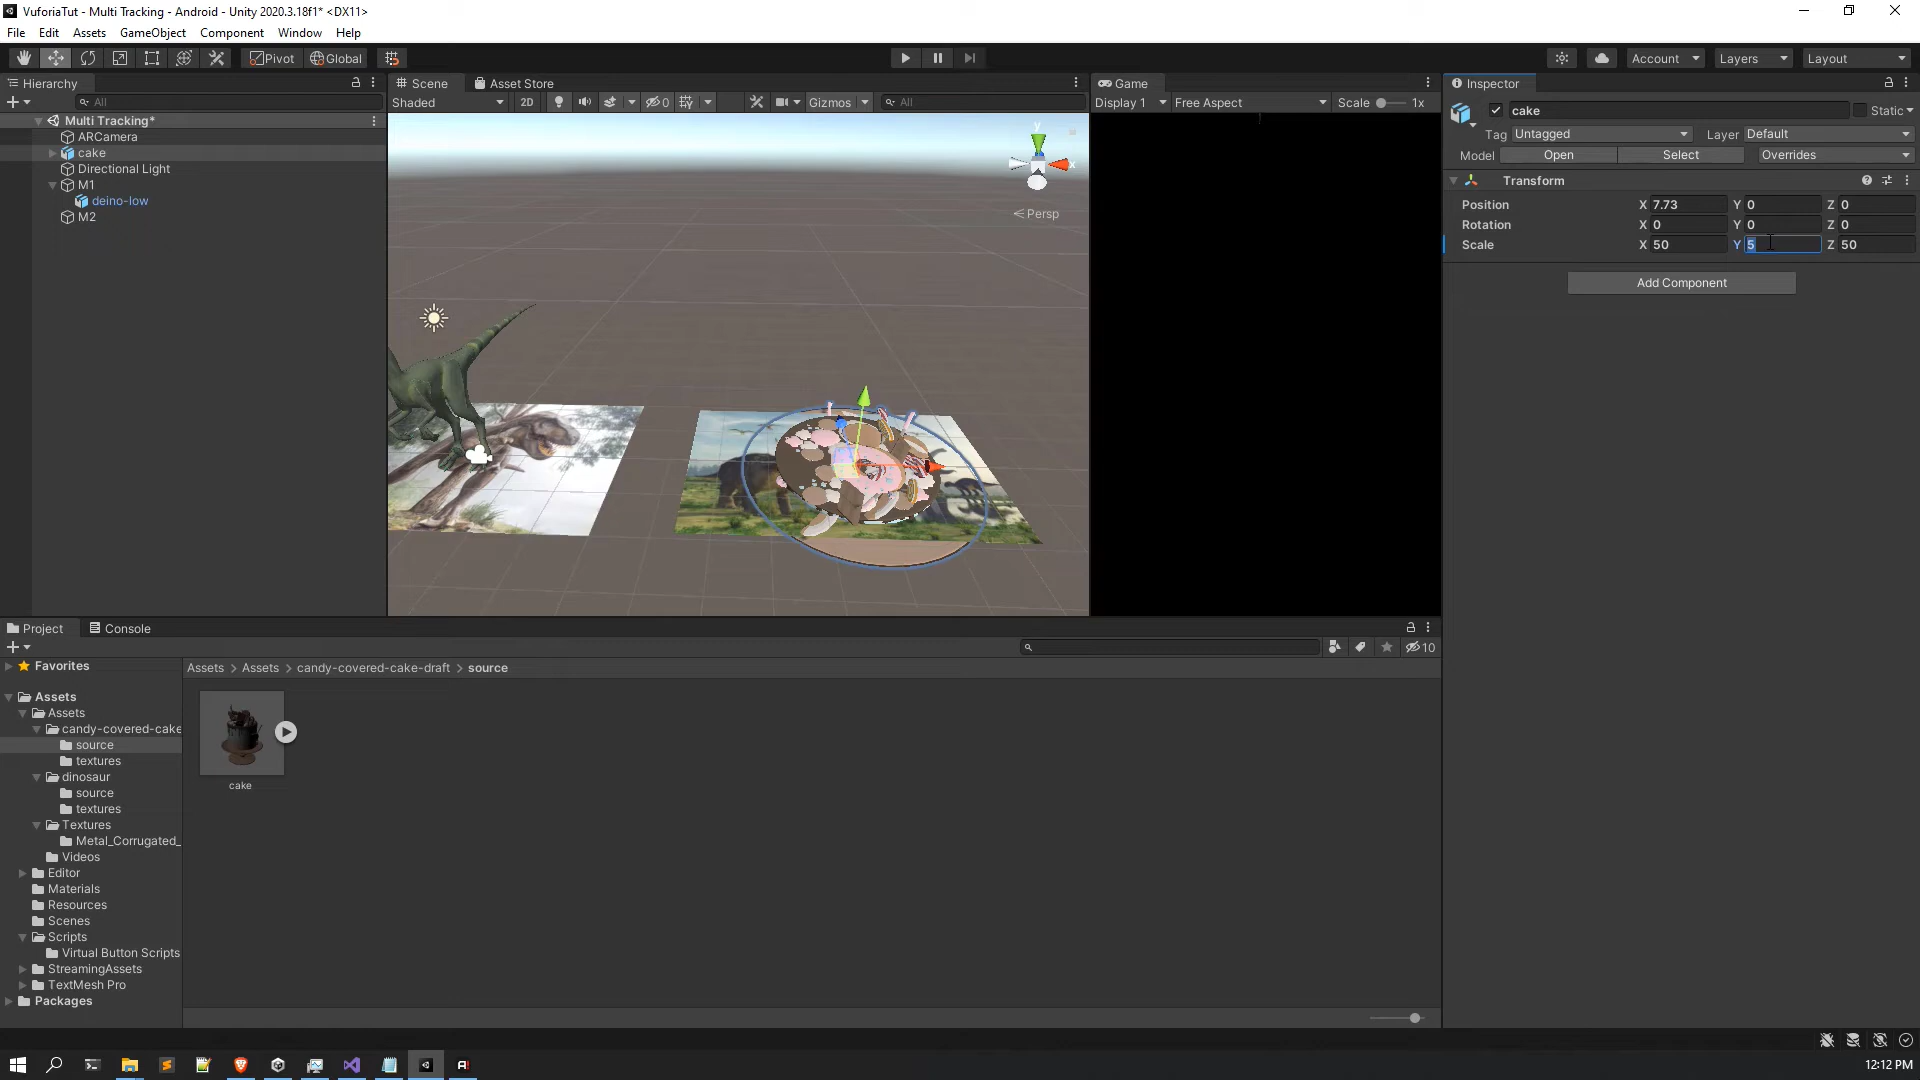 VuforiaTut - Multi Tracking - Android - Unity 2020.3.18f1* <DX11>
File Edit Assets GameObject Component Window Help
Pivot Global Account Layers Layout
Hierarchy
All
Multi Tracking*
ARCamera
cake
Directional Light
M1
deino-low
M2
Scene Asset Store
Shaded 2D 0 Gizmos All
y
x
Persp
Game
Display 1 Free Aspect Scale 1x
Inspector
cake Static
Tag Untagged Layer Default
Model Open Select Overrides
Transform
Position X 7.73 Y 0 Z 0
Rotation X 0 Y 0 Z 0
Scale X 50 Y 5 Z 50
Add Component
Project Console
10
Favorites
Assets
Assets
candy-covered-cake
source
textures
dinosaur
source
textures
Textures
Metal_Corrugated_
Videos
Editor
Materials
Resources
Scenes
Scripts
Virtual Button Scripts
StreamingAssets
TextMesh Pro
Packages
Assets > Assets > candy-covered-cake-draft > source
cake
12:12 PM